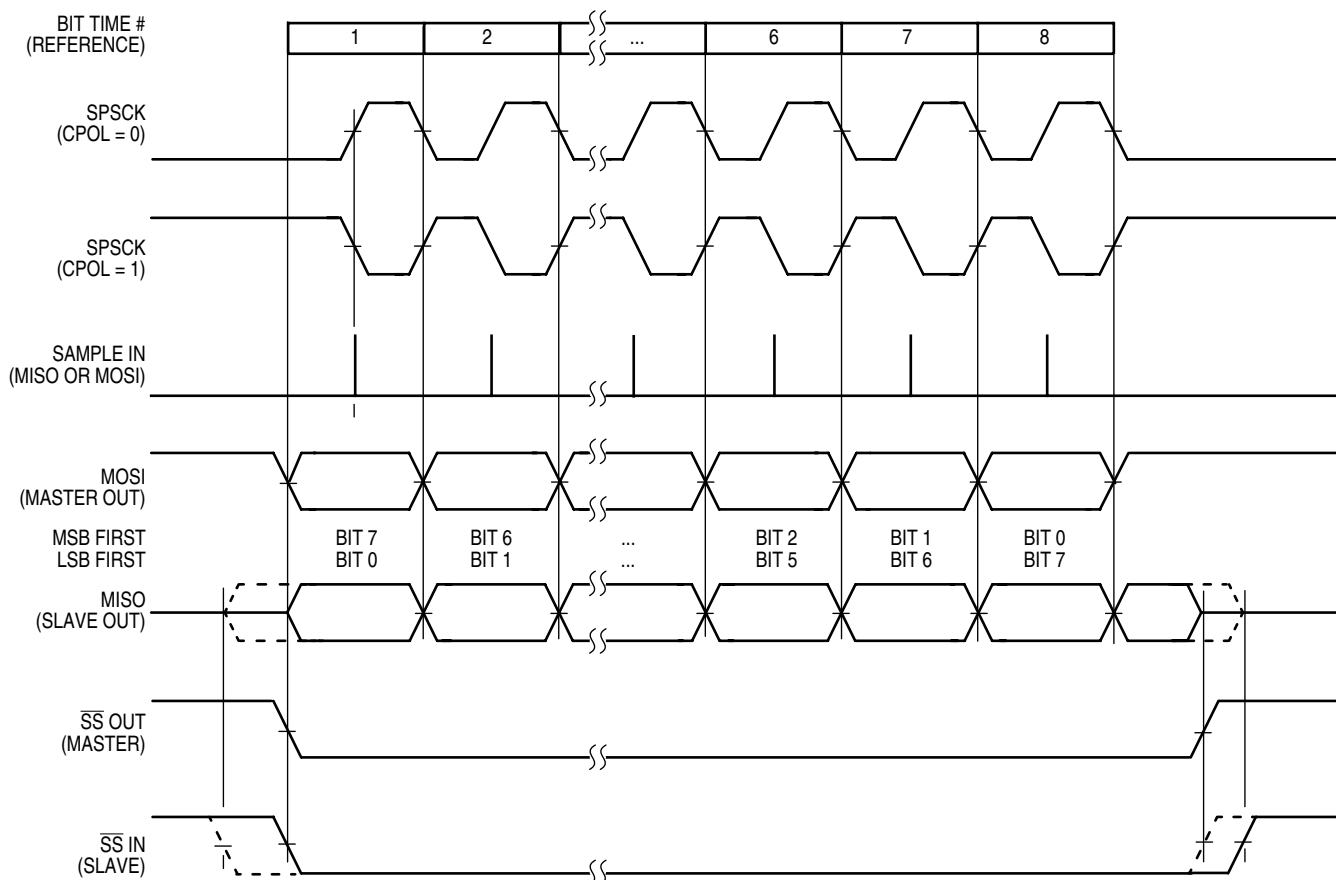 BIT TIME #
(REFERENCE)
1 2 ... 6 7 8
SPSCK
(CPOL = 0)
SPSCK
(CPOL = 1)
SAMPLE IN
(MISO OR MOSI)
MOSI
(MASTER OUT)
MSB FIRST BIT 7 BIT 6 ... BIT 2 BIT 1 BIT 0
LSB FIRST BIT 0 BIT 1 ... BIT 5 BIT 6 BIT 7
MISO
(SLAVE OUT)
S̅S̅ OUT
(MASTER)
S̅S̅ IN
(SLAVE)